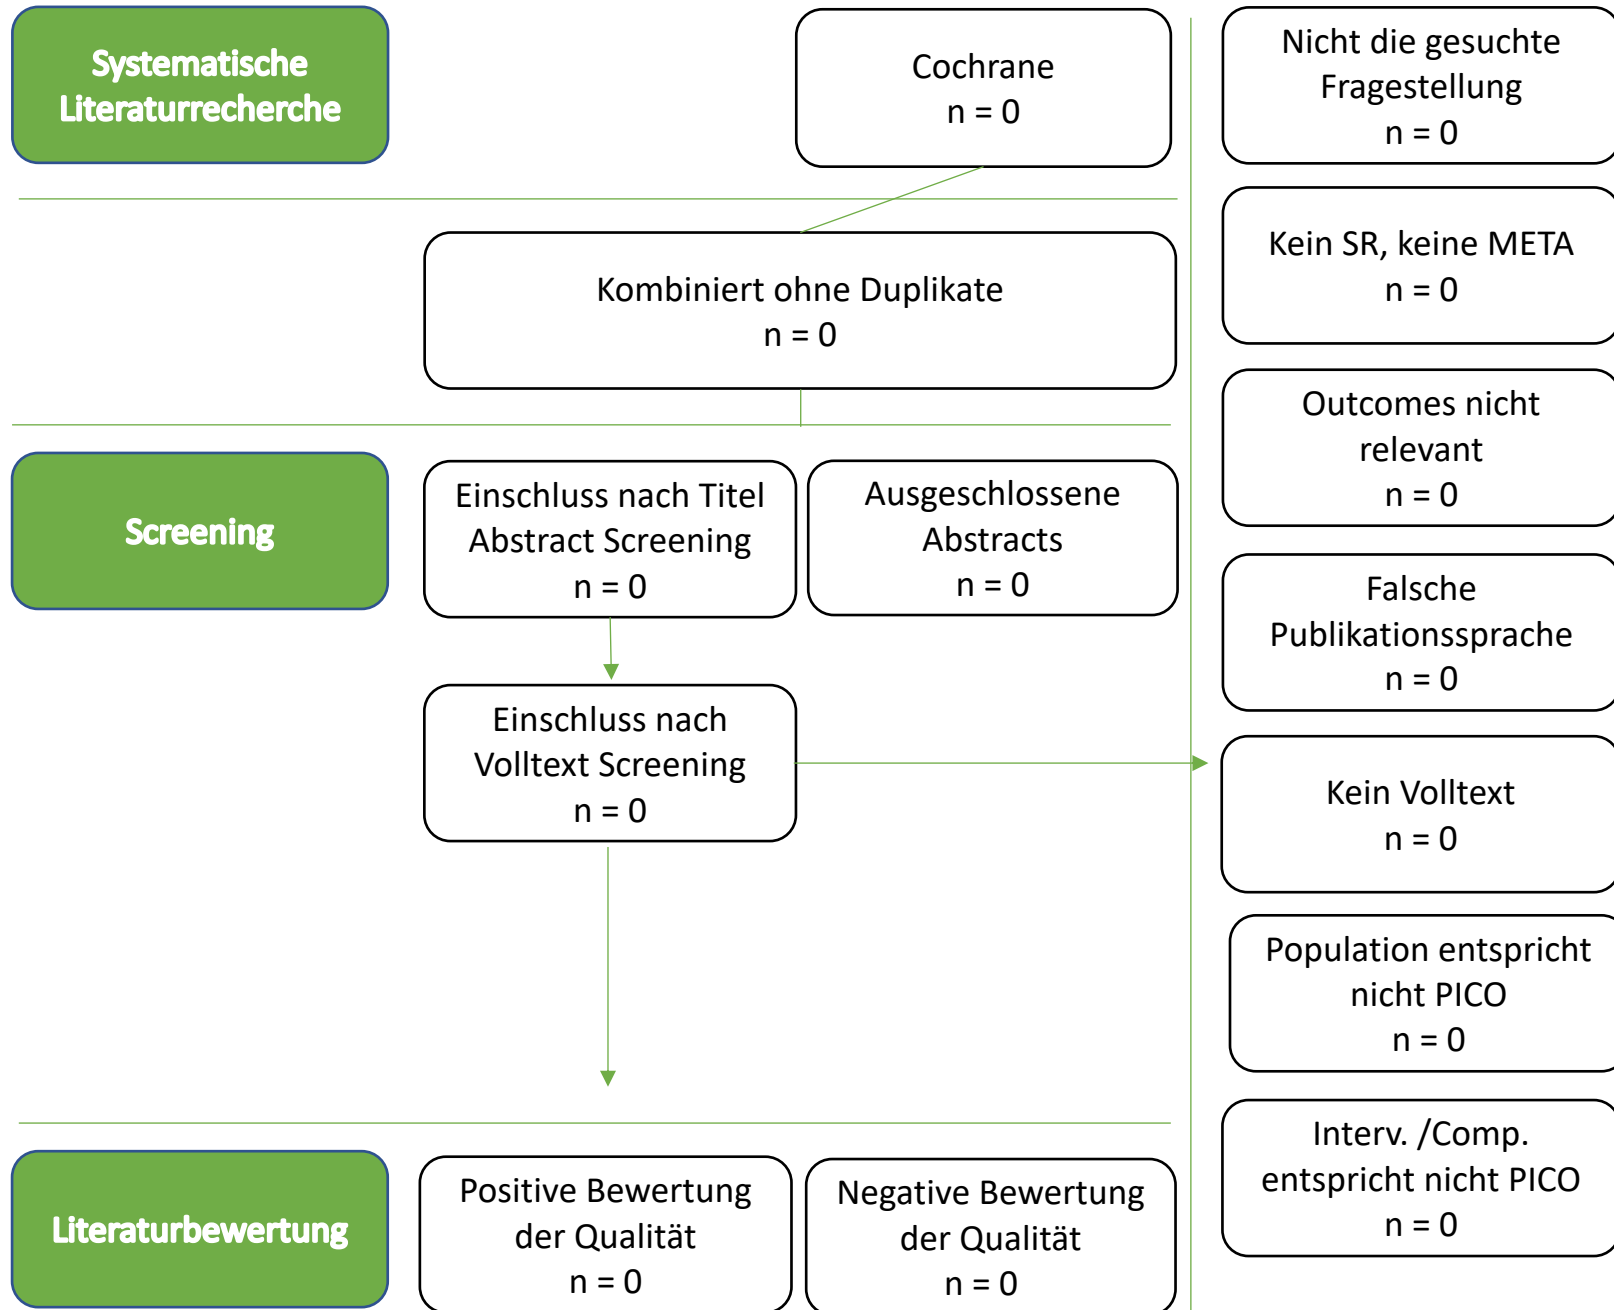 Systematische
Literaturrecherche
Cochrane
n = 0
Kombiniert ohne Duplikate
n = 0
Screening
Einschluss nach Titel
Abstract Screening
n = 0
Ausgeschlossene
Abstracts
n = 0
Einschluss nach
Volltext Screening
n = 0
Literaturbewertung
Positive Bewertung
der Qualität
n = 0
Negative Bewertung
der Qualität
n = 0
Nicht die gesuchte
Fragestellung
n = 0
Kein SR, keine META
n = 0
Outcomes nicht
relevant
n = 0
Falsche
Publikationssprache
n = 0
Kein Volltext
n = 0
Population entspricht
nicht PICO
n = 0
Interv. /Comp.
entspricht nicht PICO
n = 0